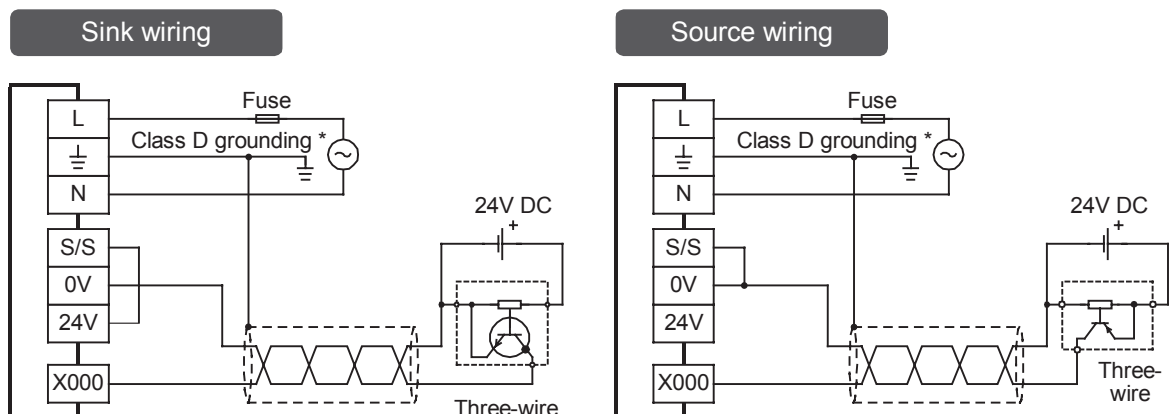 Sink wiring
Fuse
L
Class D grounding *
N
24V DC
+
S/S
0V
24V
X000
Three-wire
Source wiring
Fuse
L
Class D grounding *
N
24V DC
+
S/S
0V
24V
X000
Three-
wire